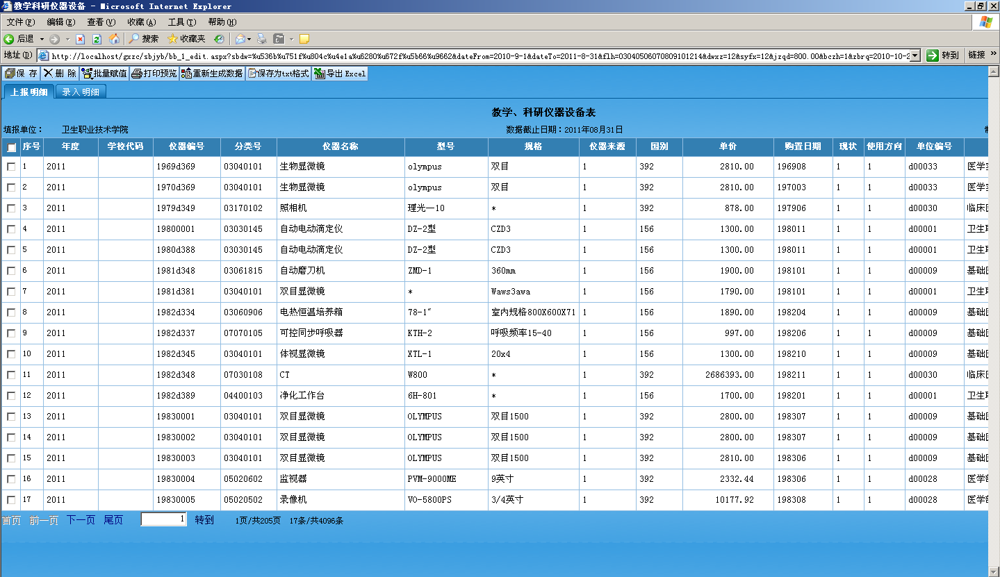 教学科研仪器设备 - Microsoft Internet Explorer
文件(F) 编辑(E) 查看(V) 收藏(A) 工具(T) 帮助(H)
后退 搜索 收藏夹
地址(D) http://localhost/gxzc/sbjyb/bb_1_edit.aspx?sbdw=%u536b%u751f%u804c%u4e1a%u6280%u672f%u5b66%u9662&dateFrom=2010-9-1&dateTo=2011-8-31&flh=03040506070809101214&dwxz=12&syfx=12&jzqd=800.00&bczh=1&zbrq=2010-10-2 转到 链接 »
保 存 删 除 批量赋值 打印预览 重新生成数据 保存为txt格式 导出 Excel
上报明细 录入明细
教学、科研仪器设备表
填报单位： 卫生职业技术学院 数据截止日期：2011年08月31日
序号 年度 学校代码 仪器编号 分类号 仪器名称 型号 规格 仪器来源 国别 单价 购置日期 现状 使用方向 单位编号
1 2011 1969d369 03040101 生物显微镜 olympus 双目 1 392 2810.00 196908 1 1 d00033 医学
2 2011 1970d369 03040101 生物显微镜 olympus 双目 1 392 2810.00 197003 1 1 d00033 医学
3 2011 1979d349 03170102 照相机 理光—10 * 1 392 878.00 197906 1 1 d00030 临床
4 2011 19800001 03030145 自动电动滴定仪 DZ-2型 CZD3 1 156 1300.00 198011 1 1 d00001 卫生
5 2011 1980d388 03030145 自动电动滴定仪 DZ-2型 CZD3 1 156 1300.00 198011 1 1 d00001 卫生
6 2011 1981d348 03061815 自动磨刀机 ZMD-1 360mm 1 156 1900.00 198101 1 1 d00009 基础
7 2011 1981d381 03040101 双目显微镜 * Waws3awa 1 156 1790.00 198101 1 1 d00001 卫生
8 2011 1982d334 03060906 电热恒温培养箱 78-1" 室内规格800X600X71 1 156 1890.00 198204 1 1 d00009 基础
9 2011 1982d337 07070105 可控同步呼吸器 KTH-2 呼吸频率15-40 1 156 997.00 198206 1 1 d00009 基础
10 2011 1982d345 03040101 体视显微镜 XTL-1 20x4 1 156 1300.00 198210 1 1 d00009 基础
11 2011 1982d348 07030108 CT W800 * 1 392 2686393.00 198211 1 1 d00030 临床
12 2011 1982d389 04400103 净化工作台 6H-801 * 1 156 1700.00 198201 1 1 d00001 卫生
13 2011 19830001 03040101 双目显微镜 OLYMPUS 双目1500 1 392 2800.00 198307 1 1 d00009 基础
14 2011 19830002 03040101 双目显微镜 OLYMPUS 双目1500 1 392 2800.00 198307 1 1 d00009 基础
15 2011 19830003 03040101 双目显微镜 OLYMPUS 双目1500 1 392 2810.00 198306 1 1 d00009 基础
16 2011 19830004 05020602 监视器 PVM-9000ME 9英寸 1 392 2332.44 198306 1 1 d00028 医学
17 2011 19830005 05020502 录像机 VO-5800PS 3/4英寸 1 392 10177.92 198308 1 1 d00028 医学
首页 前一页 下一页 尾页 1 转到 1页/共205页 17条/共4096条